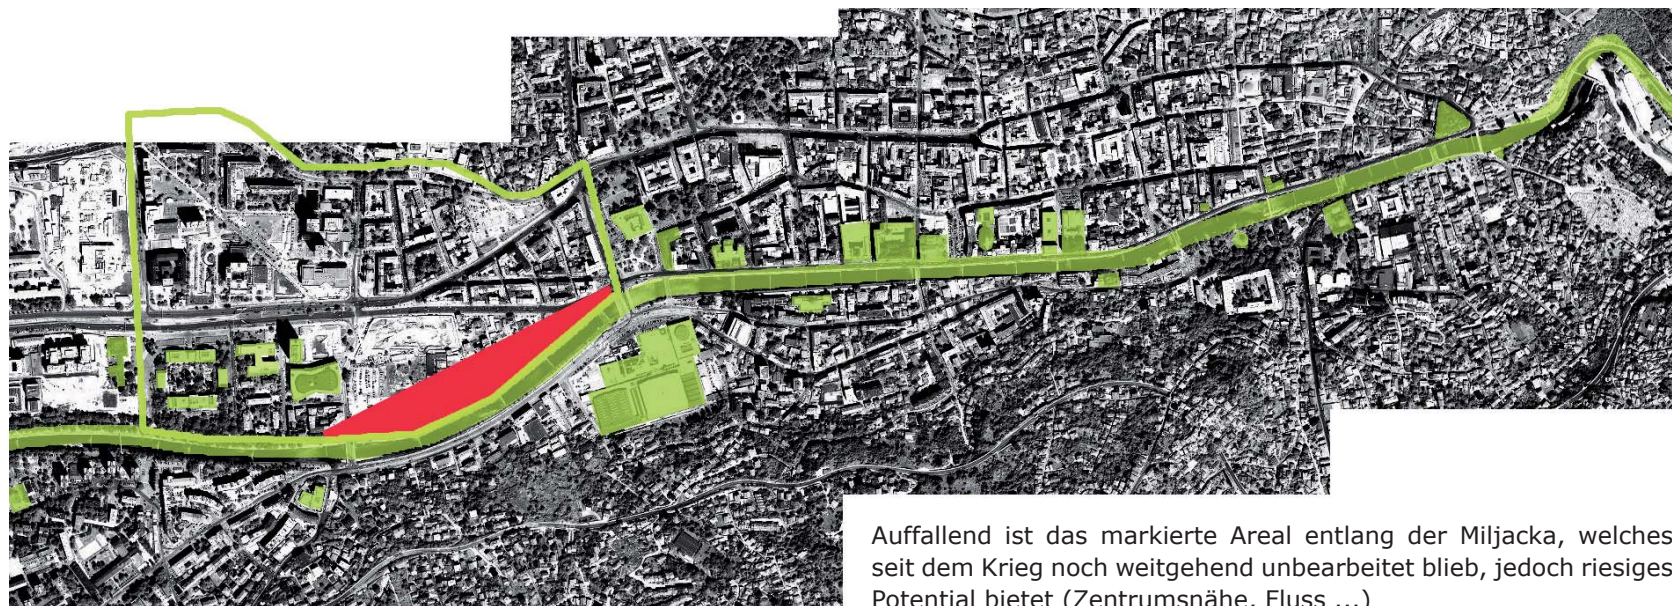 Auffallend ist das markierte Areal entlang der Miljacka, welches
seit dem Krieg noch weitgehend unbearbeitet blieb, jedoch riesiges
Potential bietet (Zentrumsnähe, Fluss ...)